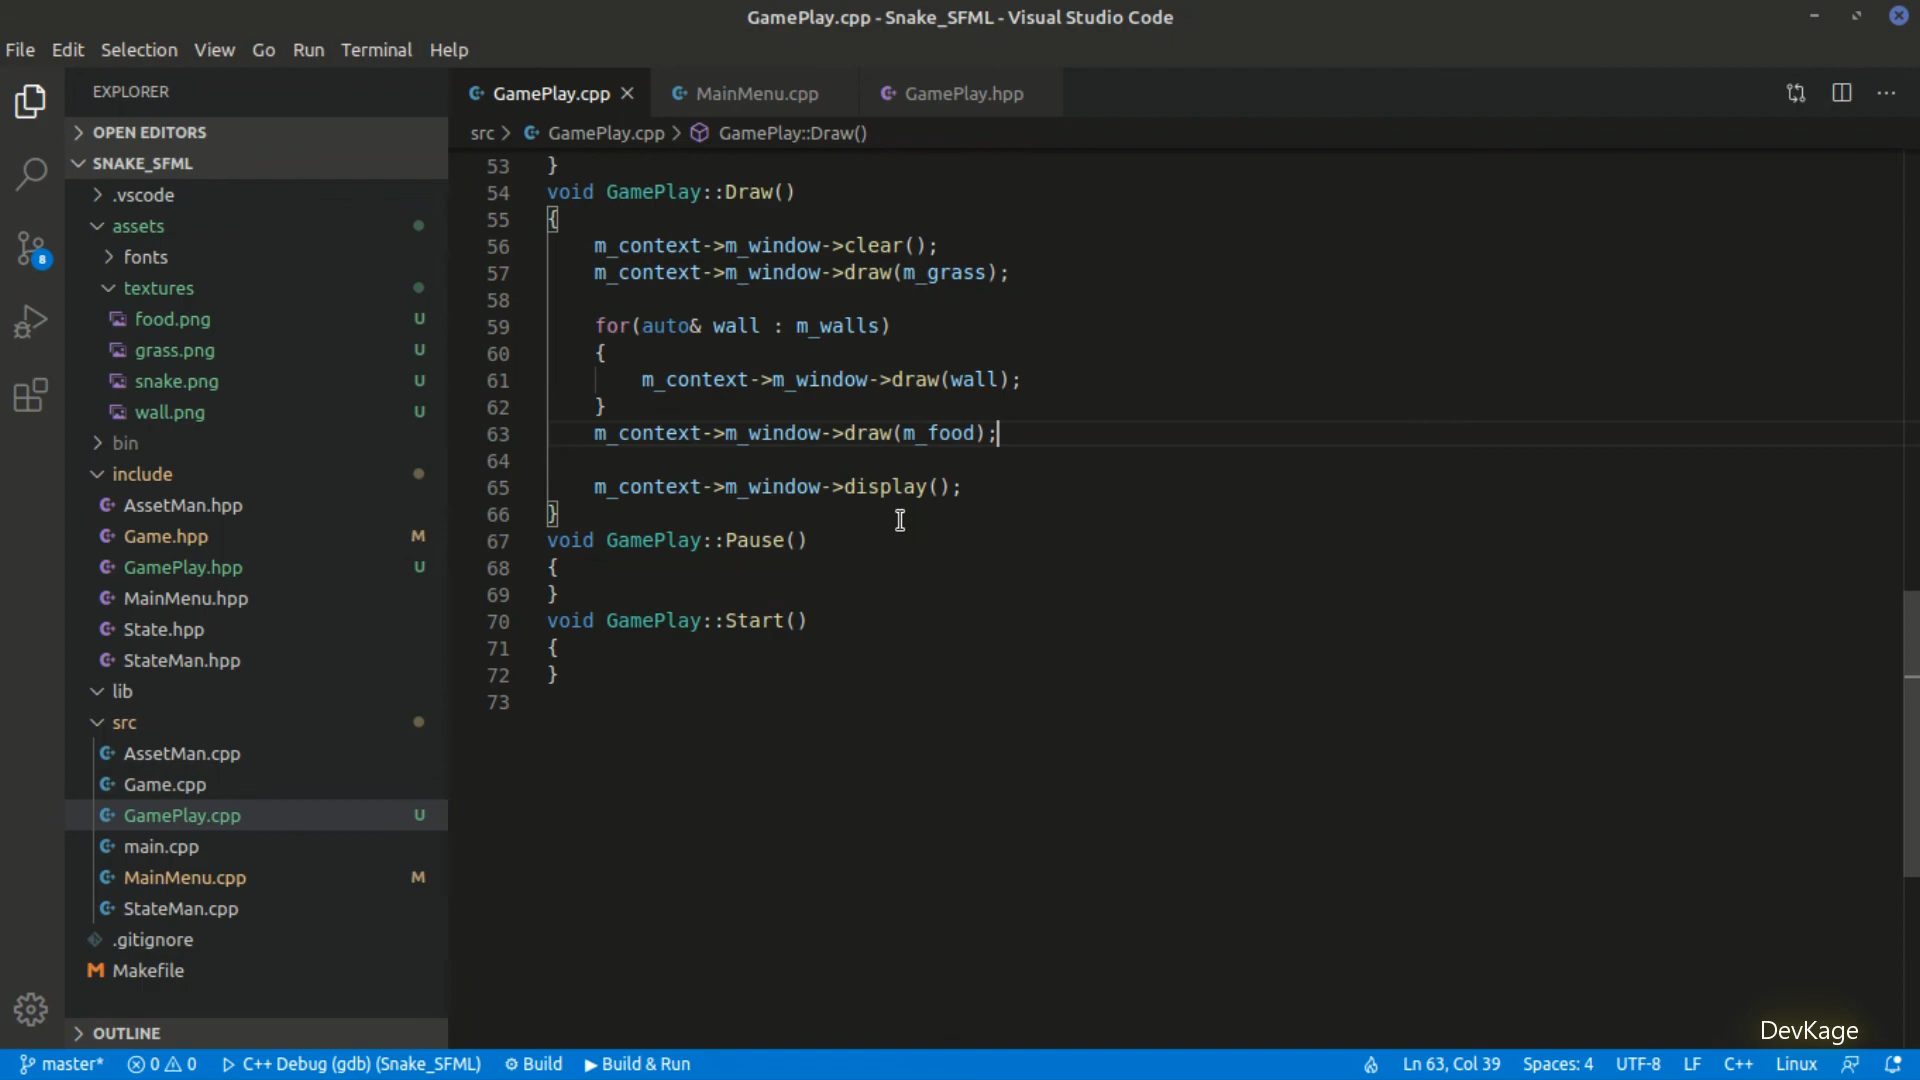 GamePlay.cpp - Snake_SFML - Visual Studio Code
File Edit Selection View Go Run Terminal Help
EXPLORER
OPEN EDITORS
SNAKE_SFML
.vscode
assets
fonts
textures
food.png U
grass.png U
snake.png U
wall.png U
bin
include
AssetMan.hpp
Game.hpp M
GamePlay.hpp U
MainMenu.hpp
State.hpp
StateMan.hpp
lib
src
AssetMan.cpp
Game.cpp
GamePlay.cpp U
main.cpp
MainMenu.cpp M
StateMan.cpp
.gitignore
M Makefile
OUTLINE
8
GamePlay.cpp MainMenu.cpp GamePlay.hpp
src > GamePlay.cpp > GamePlay::Draw()
53 }
54 void GamePlay::Draw()
55 {
56 m_context->m_window->clear();
57 m_context->m_window->draw(m_grass);
58
59 for(auto& wall : m_walls)
60 {
61 m_context->m_window->draw(wall);
62 }
63 m_context->m_window->draw(m_food);
64
65 m_context->m_window->display();
66 }
67 void GamePlay::Pause()
68 {
69 }
70 void GamePlay::Start()
71 {
72 }
73
DevKage
master* 0 0 C++ Debug (gdb) (Snake_SFML) Build Build & Run Ln 63, Col 39 Spaces: 4 UTF-8 LF C++ Linux